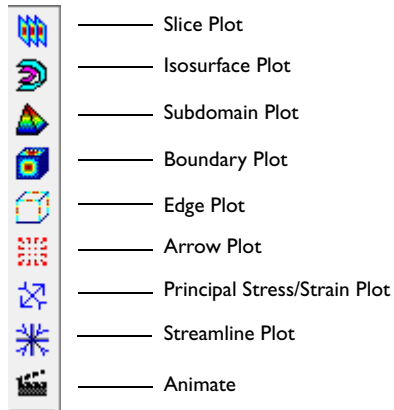 Slice Plot
Isosurface Plot
Subdomain Plot
Boundary Plot
Edge Plot
Arrow Plot
Principal Stress/Strain Plot
Streamline Plot
Animate